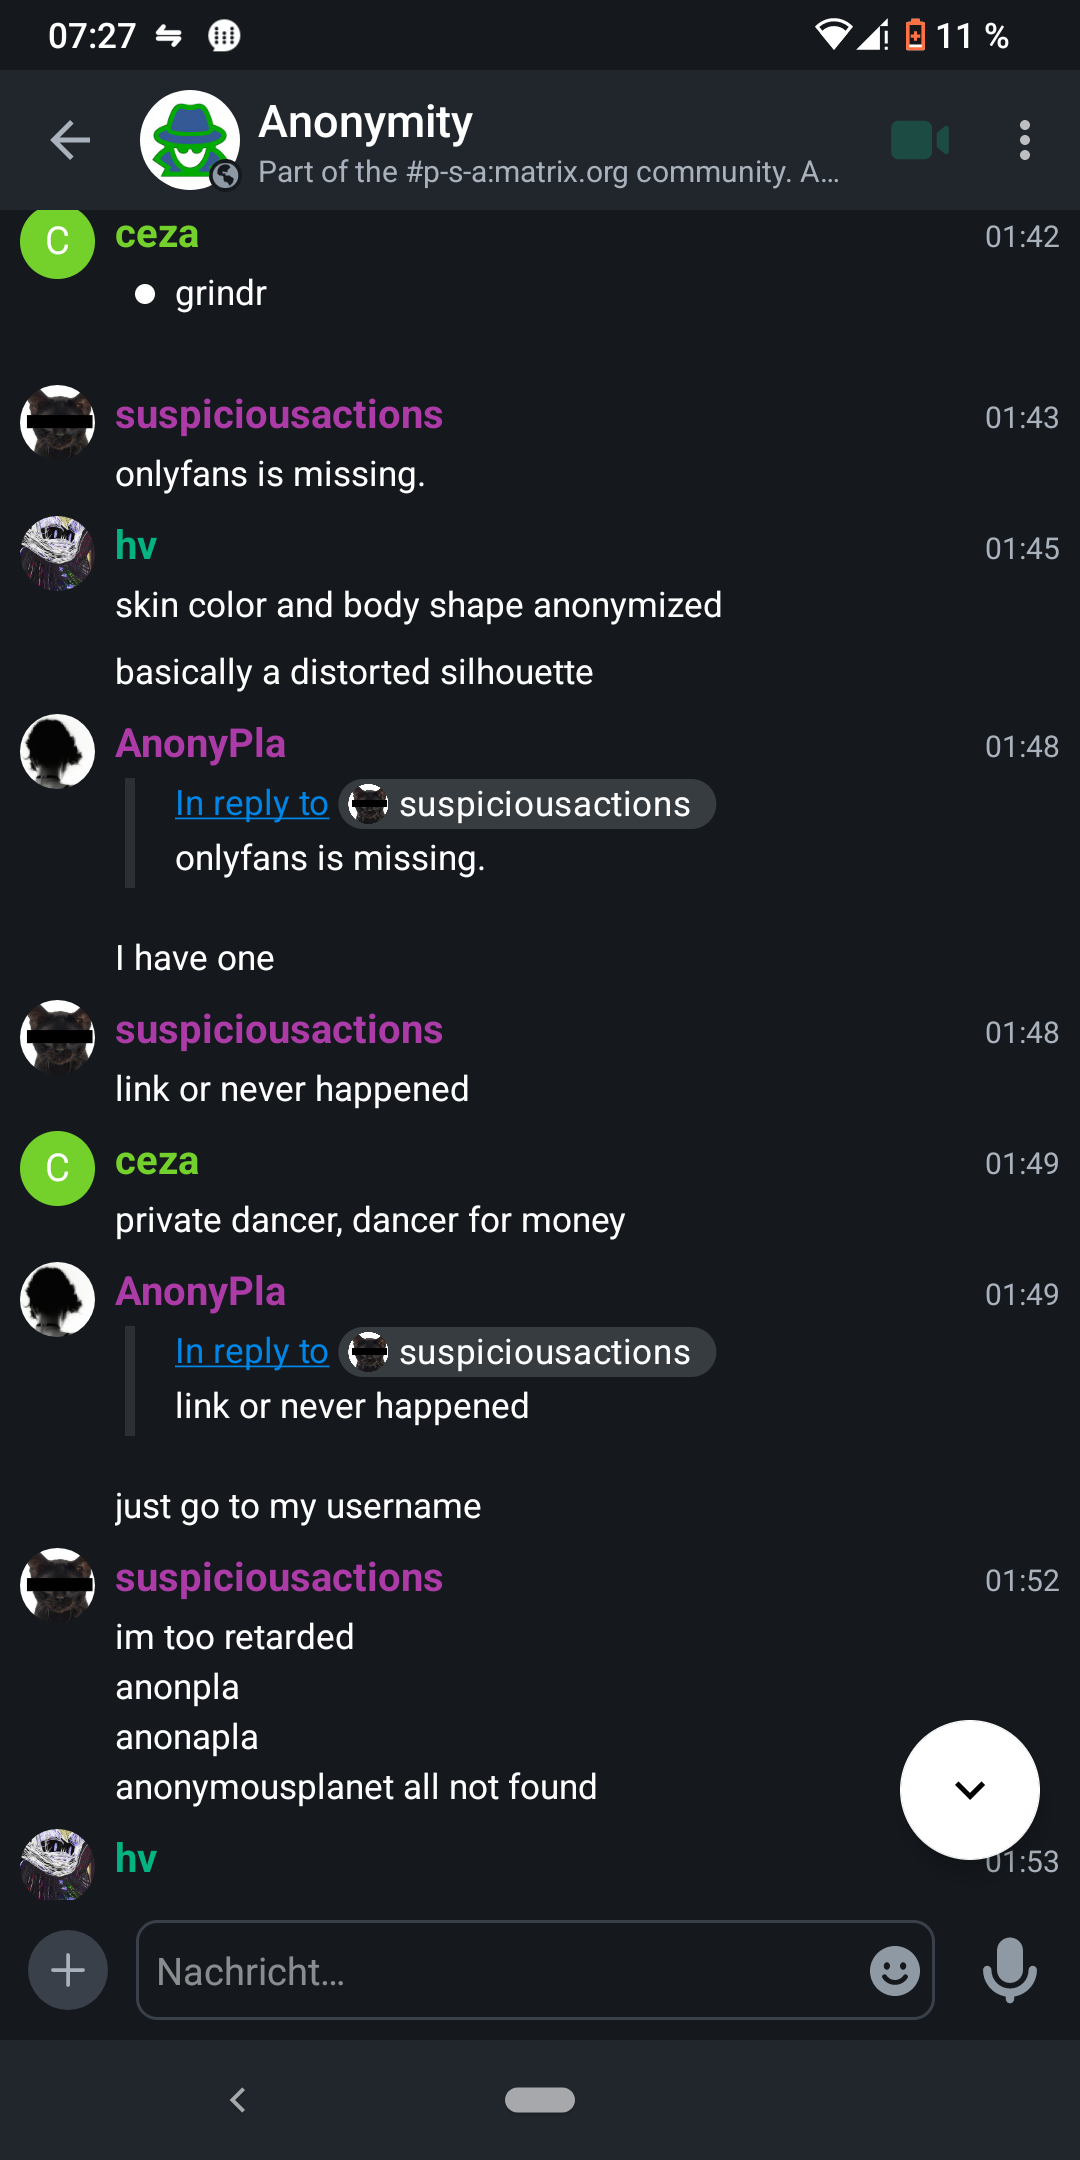 07:27
11 %
Anonymity
Part of the #p-s-a:matrix.org community. A...
C
ceza
01:42
grindr
suspiciousactions
01:43
onlyfans is missing.
hv
01:45
skin color and body shape anonymized
basically a distorted silhouette
AnonyPla
01:48
In reply to suspiciousactions
onlyfans is missing.
I have one
suspiciousactions
01:48
link or never happened
C
ceza
01:49
private dancer, dancer for money
AnonyPla
01:49
In reply to suspiciousactions
link or never happened
just go to my username
suspiciousactions
01:52
im too retarded
anonpla
anonapla
anonymousplanet all not found
hv
01:53
Nachricht...